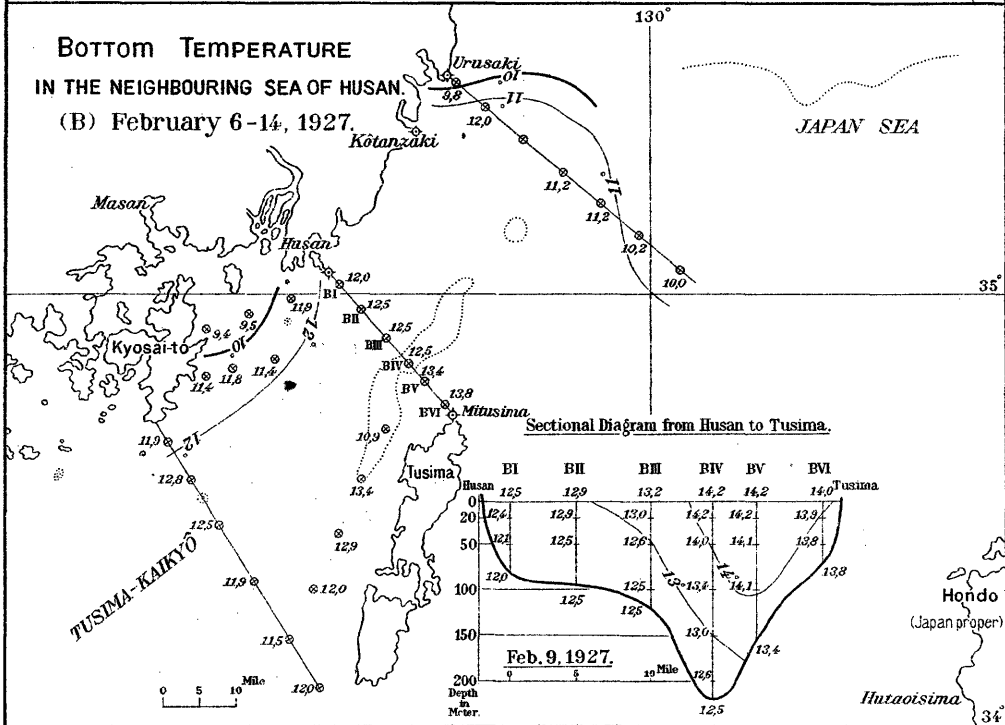 130°
BOTTOM TEMPERATURE
IN THE NEIGHBOURING SEA OF HUSAN.
(B) February 6-14, 1927.
Urusaki
10
9,8
11
12,0
Kôtanzaki
JAPAN SEA
11,2
11
11,2
10,2
10,0
Masan
Husan
12,0
BI
35°
11,9
12,5
BII
12
9,5
9,4
10
12,5
BIII
Kyosai-tô
11,4
11,8
11,4
12,5
BIV
13,4
BV
13,8
BVI
Mitusima
11,9
12
10,9
Tusima
13,4
12,8
12,5
12,9
11,9
12,0
TUSIMA-KAIKYÔ
11,5
12,0
0 5 10 Mile
Sectional Diagram from Husan to Tusima.
BI BII BIII BIV BV BVI
Husan 12,5 12,9 13,2 14,2 14,2 14,0 Tusima
0 12,4 12,9 13,0 14,2 14,2 13,9
50 12,1 12,5 12,6 14,0 14,1 13,8
13° 14°
100 12,0 12,5 12,5 13,4 14,1 13,8
12,5
150 13,0 13,4
Feb. 9, 1927.
0 5 10 Mile
200 12,6
Depth in Meter.
12,5
Hondo
(Japan proper)
Hutaoisima
34°